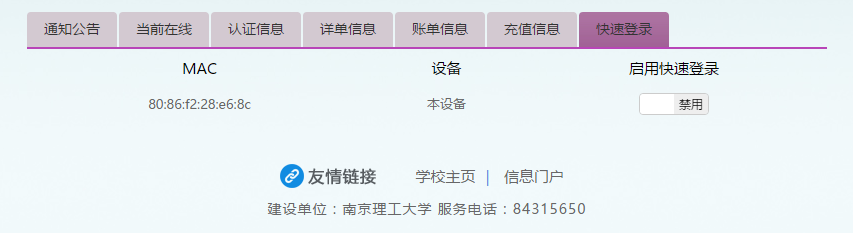 通知公告 当前在线 认证信息 详单信息 账单信息 充值信息 快速登录
MAC 设备 启用快速登录
80:86:f2:28:e6:8c 本设备 禁用
友情链接 学校主页 | 信息门户
建设单位：南京理工大学 服务电话：84315650